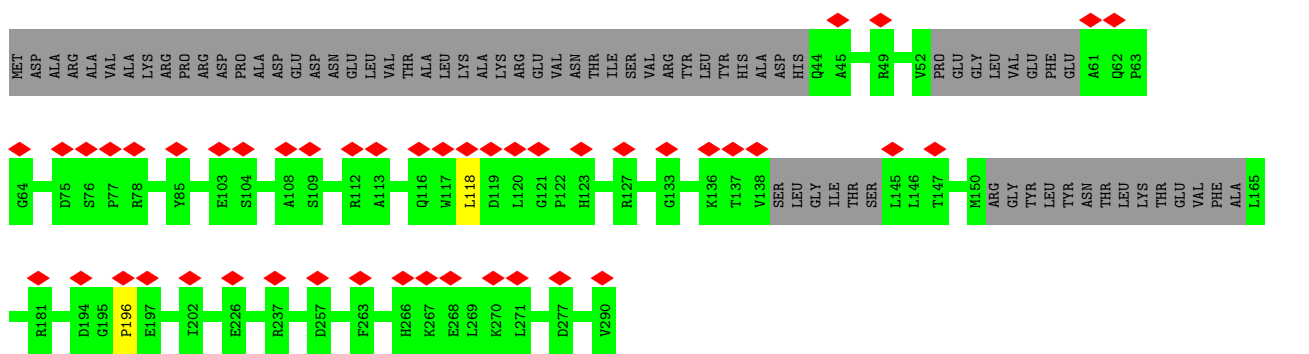 MET ASP ALA ARG ALA VAL ALA LYS ARG PRO ARG ASP PRO ALA ASP GLU ASP ASN GLU LEU VAL THR ALA LEU LYS ALA LYS ARG GLU VAL ASN THR ILE SER VAL ARG TYR LEU TYR HIS ALA ASP HIS Q44 A45 R49 V52 PRO GLU GLY LEU VAL GLU PHE GLU A61 Q62 P63
G64 D75 S76 P77 R78 Y85 E103 S104 A108 S109 R112 A113 Q116 W117 L118 D119 L120 G121 P122 H123 R127 G133 K136 T137 V138 SER LEU GLY ILE THR SER L145 L146 T147 M150 ARG GLY TYR LEU TYR ASN THR LEU LYS THR GLU VAL PHE ALA L165
R181 D194 G195 P196 E197 I202 E226 R237 D257 F263 H266 K267 E268 L269 K270 L271 D277 V290